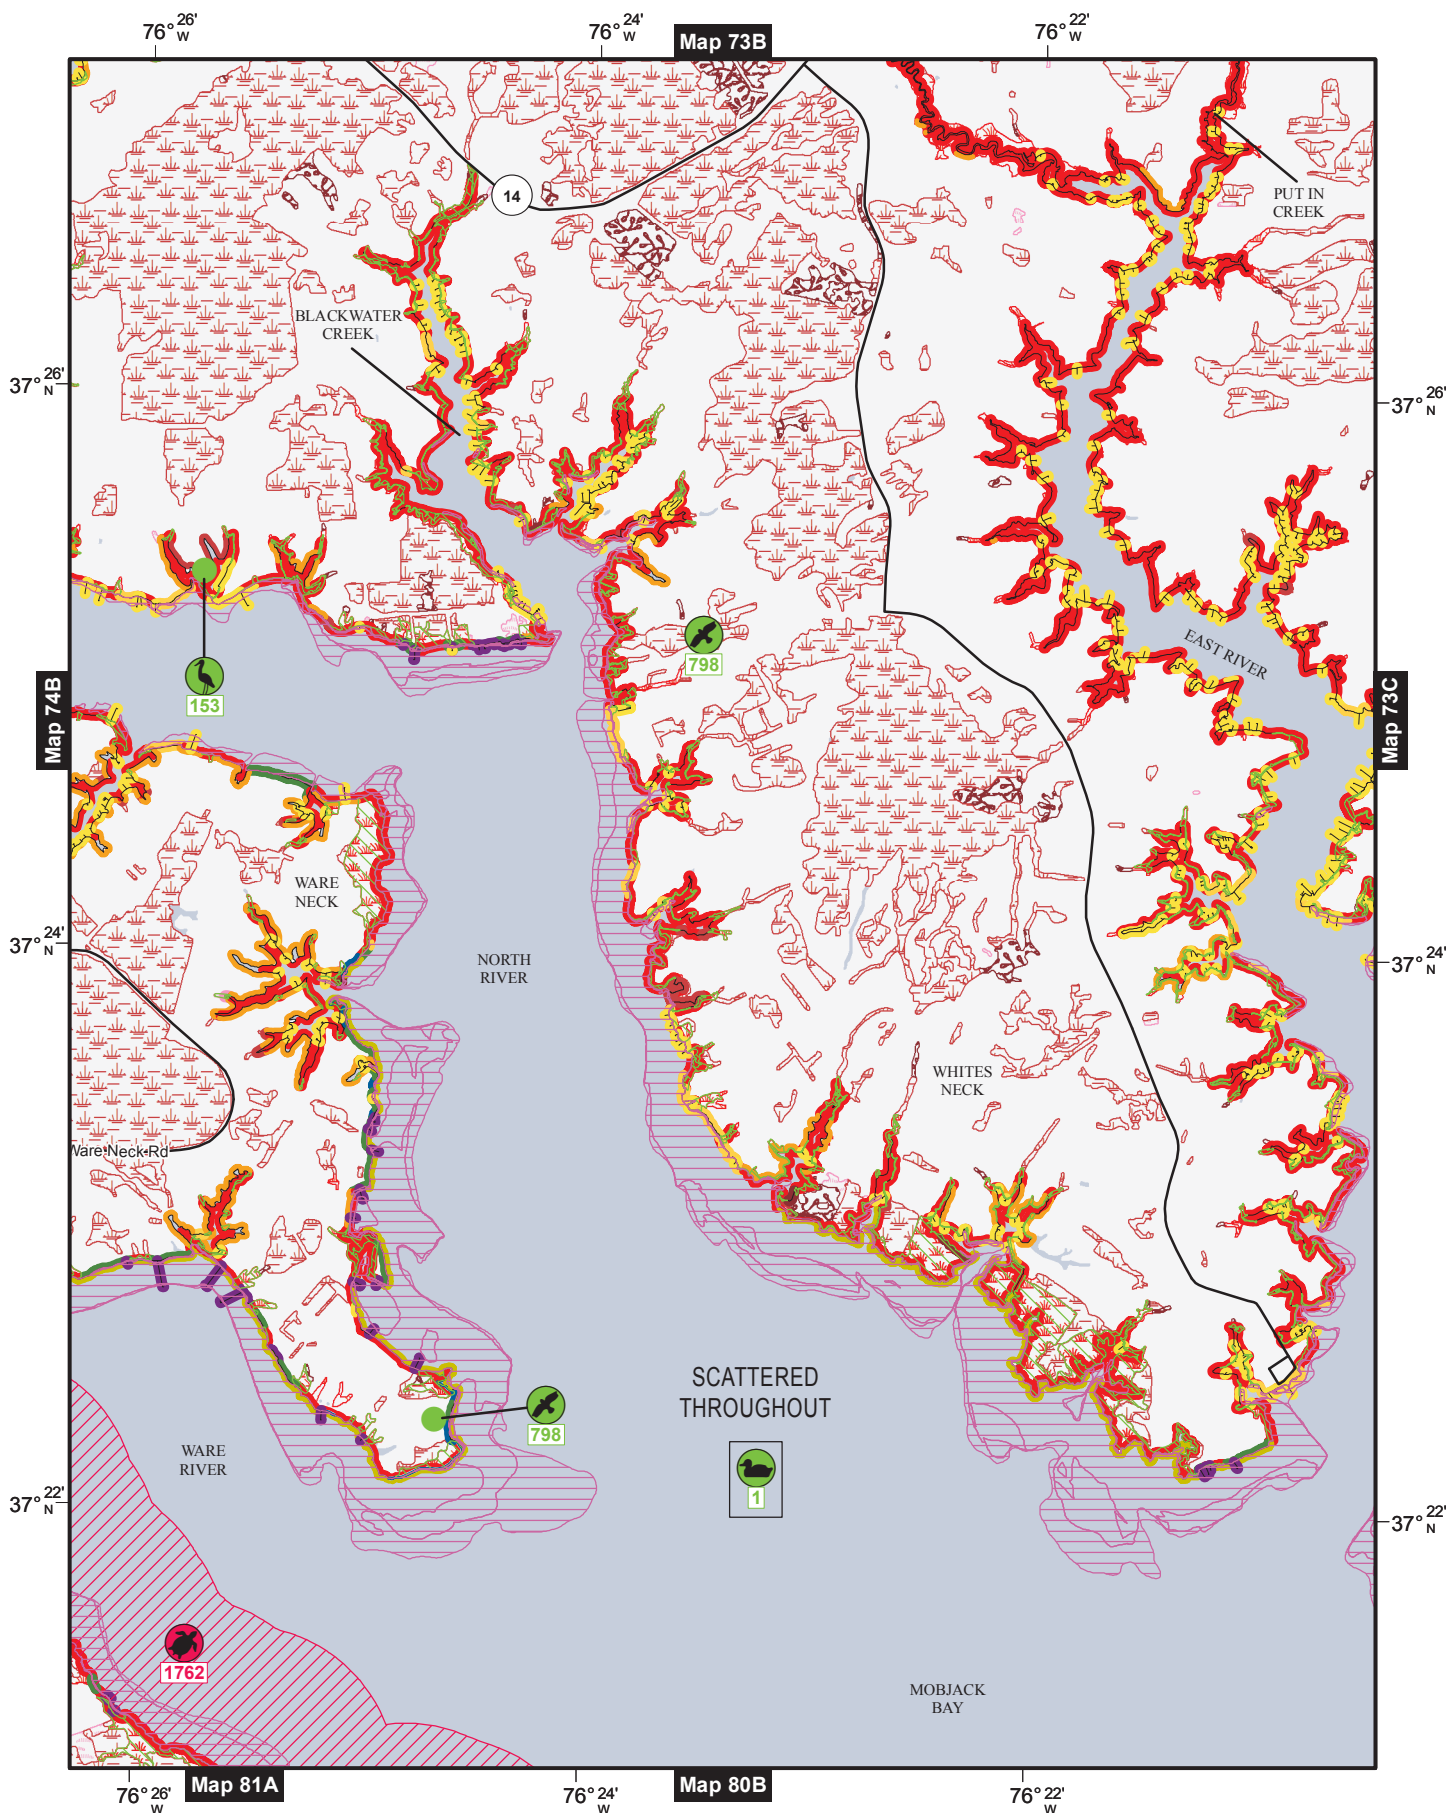 76° 26' W
76° 24' W
76° 22' W
Map 73B
14
PUT IN
CREEK
BLACKWATER
CREEK
37° 26' N
37° 26' N
798
EAST RIVER
153
Map 74B
Map 73C
WARE
NECK
37° 24' N
NORTH
RIVER
37° 24' N
WHITES
NECK
Ware Neck Rd
SCATTERED
THROUGHOUT
798
WARE
RIVER
1
37° 22' N
37° 22' N
1762
MOBJACK
BAY
Map 81A
Map 80B
76° 26' W
76° 24' W
76° 22' W